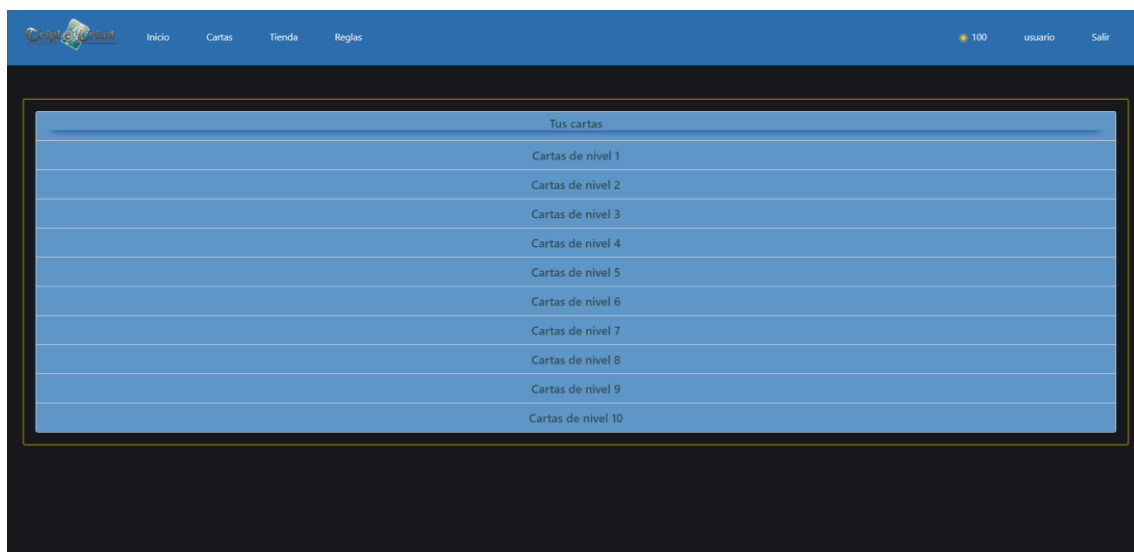 Triple Triad
Inicio Cartas Tienda Reglas 100 usuario Salir
Tus cartas
Cartas de nivel 1
Cartas de nivel 2
Cartas de nivel 3
Cartas de nivel 4
Cartas de nivel 5
Cartas de nivel 6
Cartas de nivel 7
Cartas de nivel 8
Cartas de nivel 9
Cartas de nivel 10